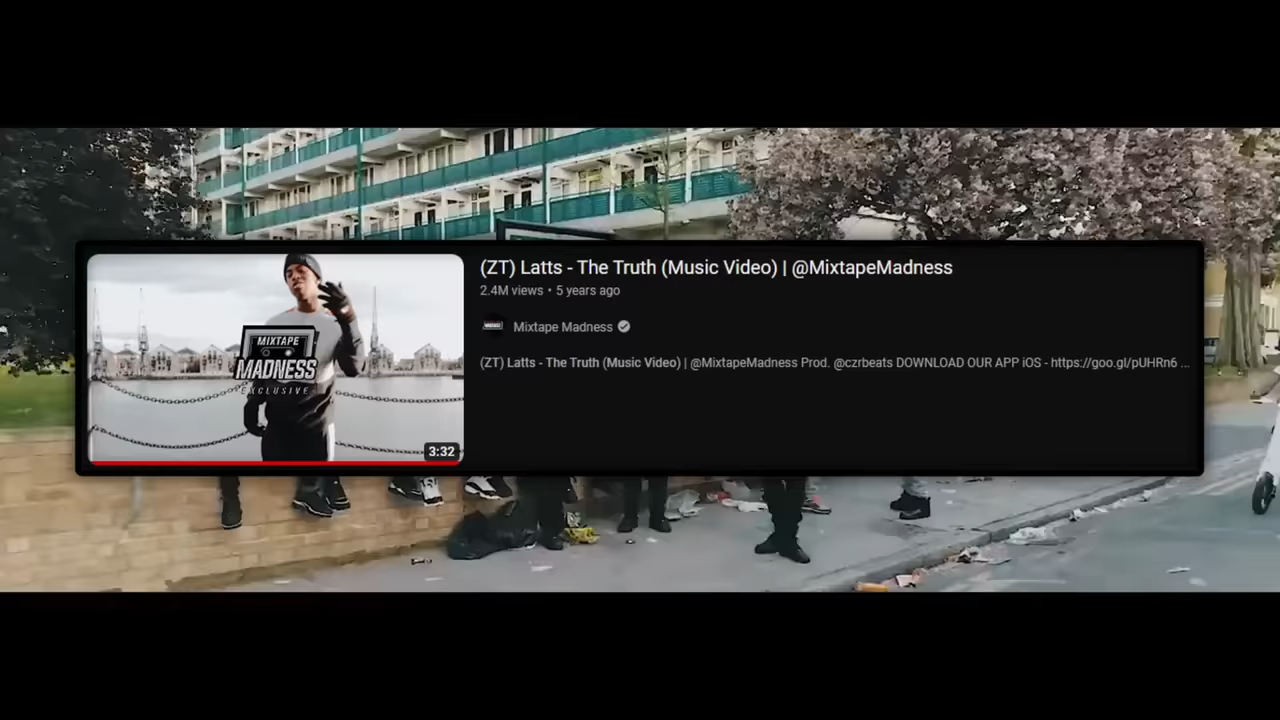 (ZT) Latts - The Truth (Music Video) | @MixtapeMadness
2.4M views • 5 years ago
Mixtape Madness
(ZT) Latts - The Truth (Music Video) | @MixtapeMadness Prod. @czrbeats DOWNLOAD OUR APP iOS - https://goo.gl/pUHRn6 ...
MIXTAPE
MADNESS
EXCLUSIVE
3:32